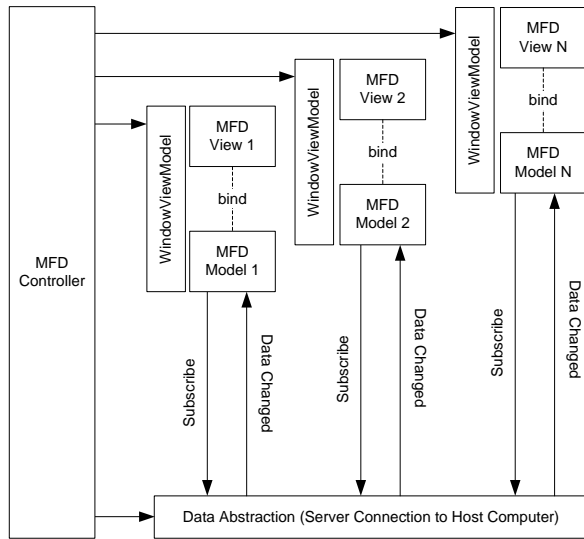 MFD
Controller
WindowViewModel
MFD
View 1
bind
MFD
Model 1
Subscribe
Data Changed
WindowViewModel
MFD
View 2
bind
MFD
Model 2
Subscribe
Data Changed
WindowViewModel
MFD
View N
bind
MFD
Model N
Subscribe
Data Changed
Data Abstraction (Server Connection to Host Computer)